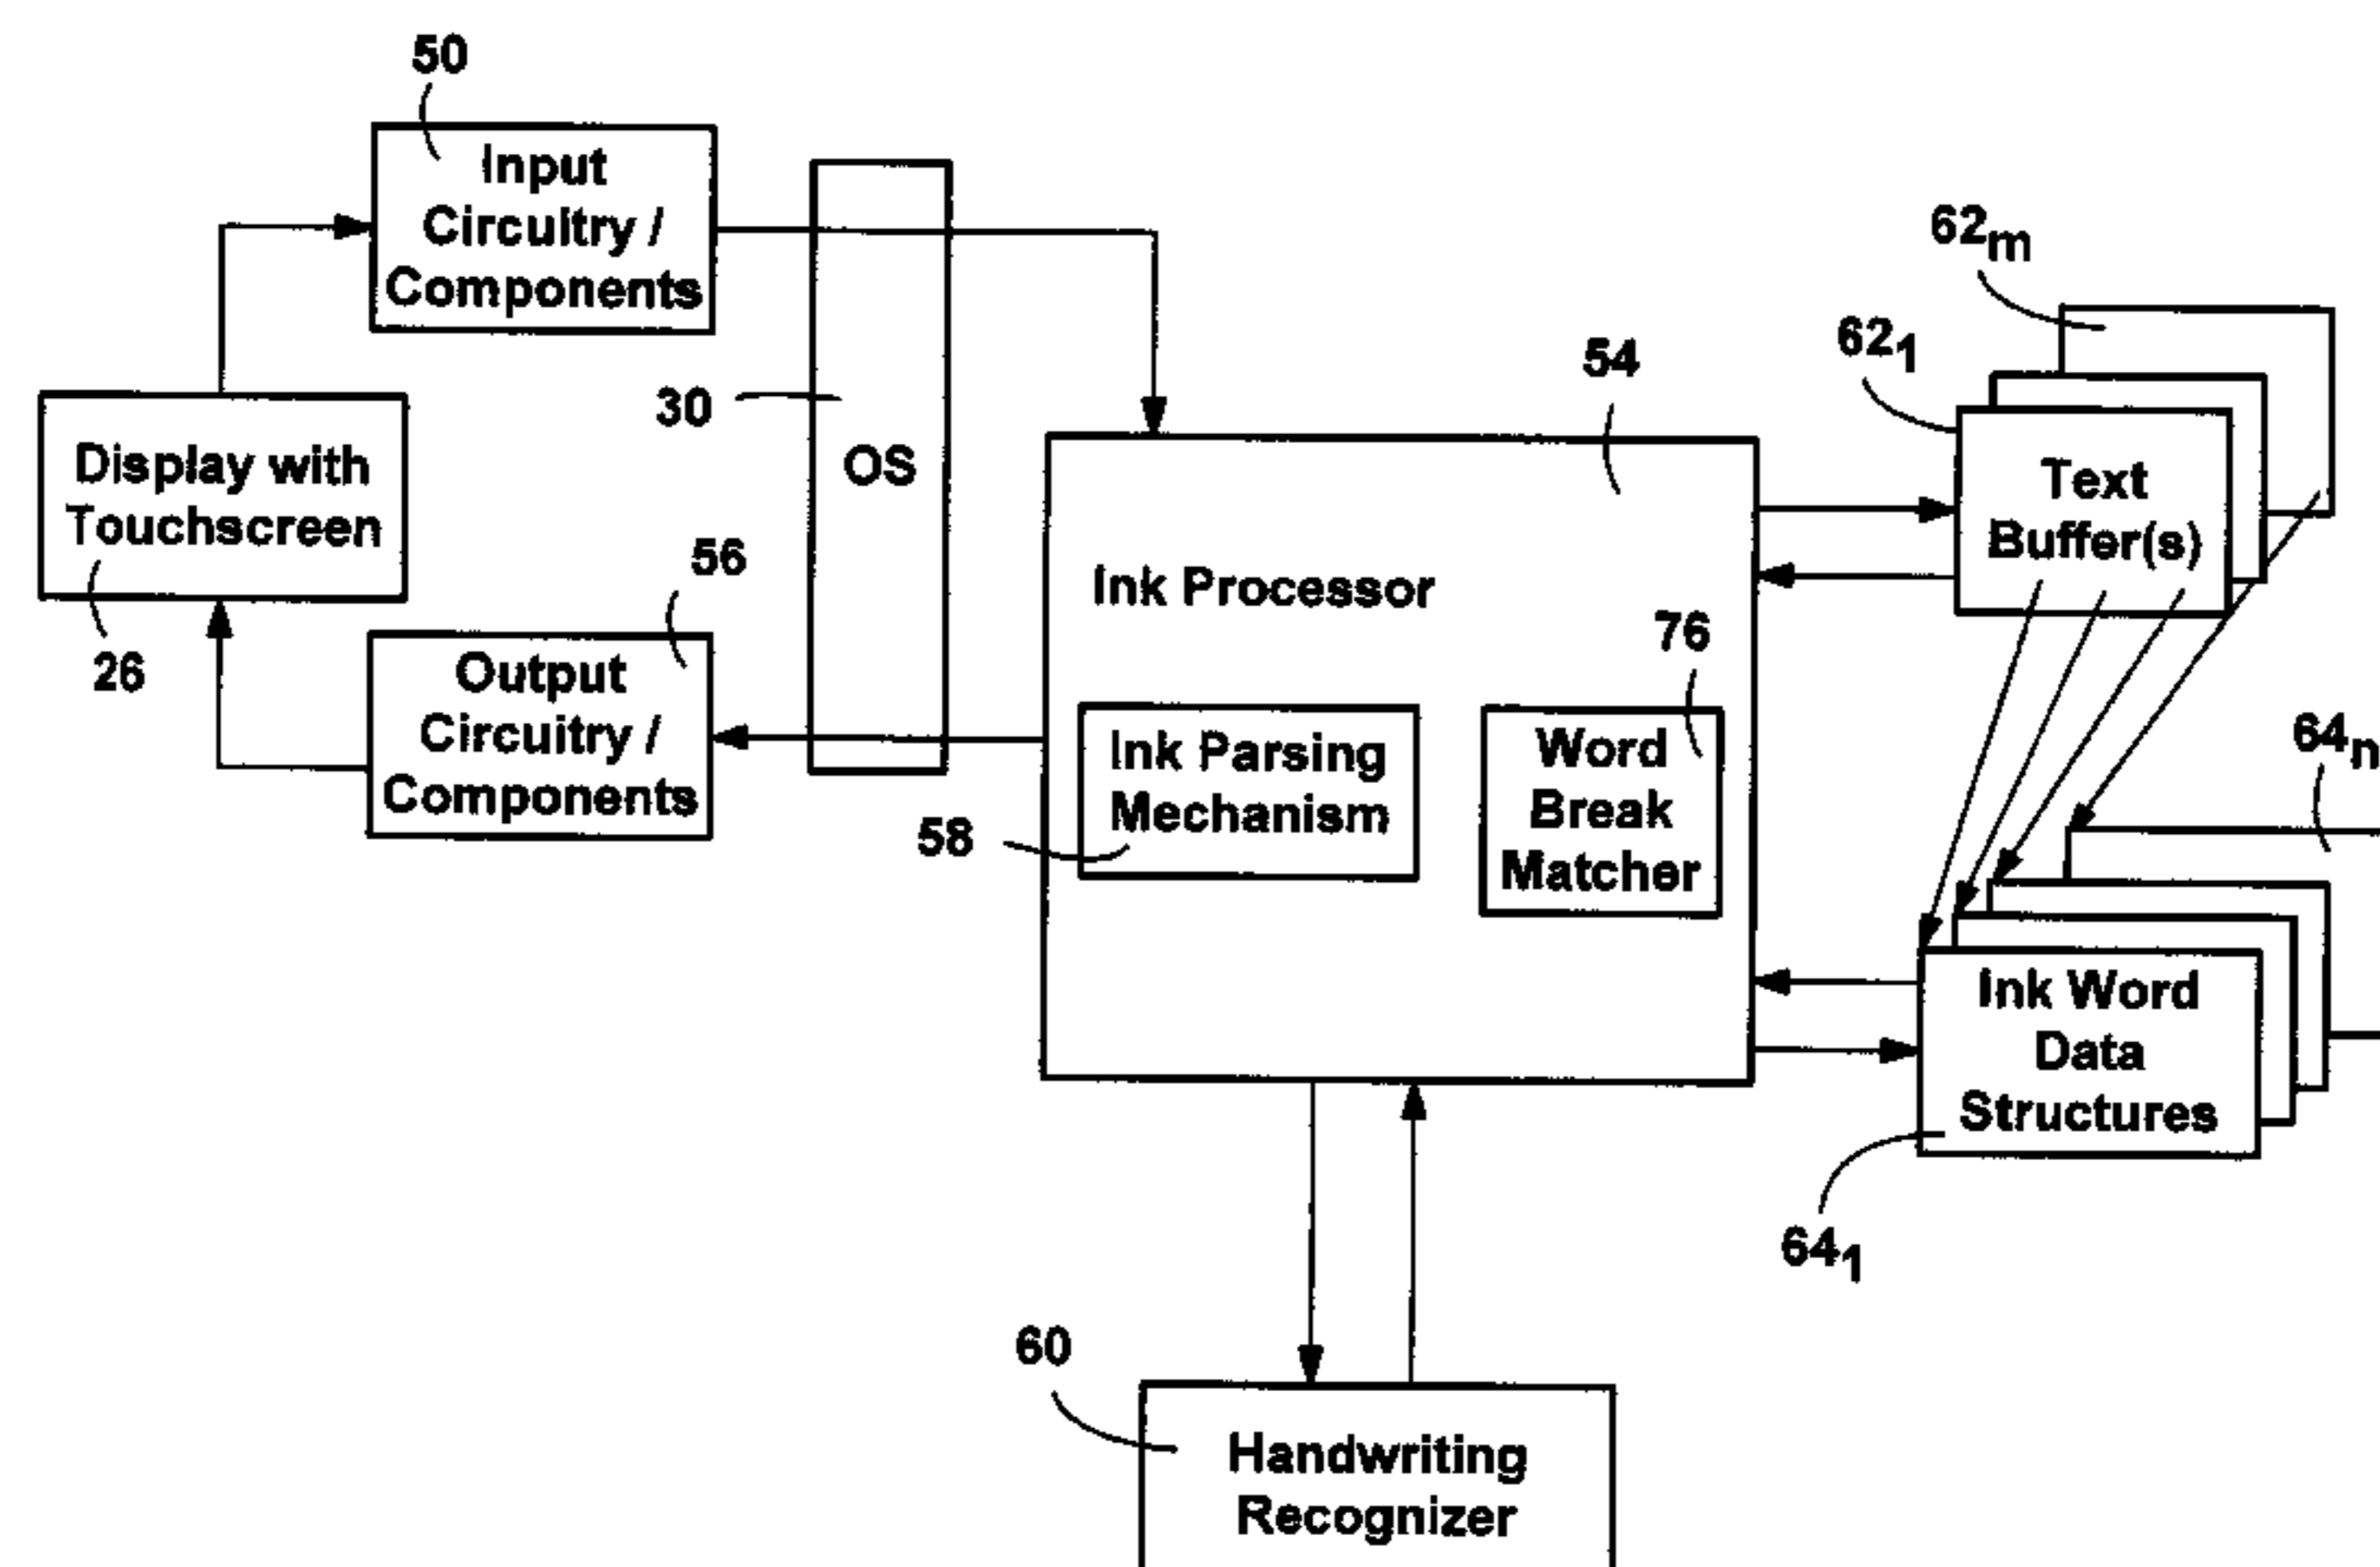 50
Input
Circuitry /
Components
62m
621
54
30
OS
Display with
Touchscreen
26
56
Output
Circuitry /
Components
Text
Buffer(s)
Ink Processor
76
Ink Parsing
Mechanism
58
Word
Break
Matcher
64n
Ink Word
Data
Structures
641
60
Handwriting
Recognizer